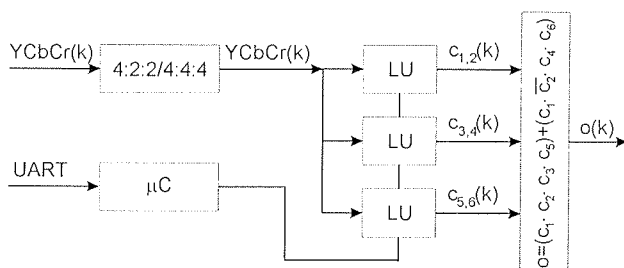 YCbCr(k)
4:2:2/4:4:4
YCbCr(k)
LU
c₁,₂(k)
LU
c₃,₄(k)
UART
μC
LU
c₅,₆(k)
o=(c₁· c₂· c₃· c₅)+(c₁· c̅₂· c₄· c₆)
o(k)